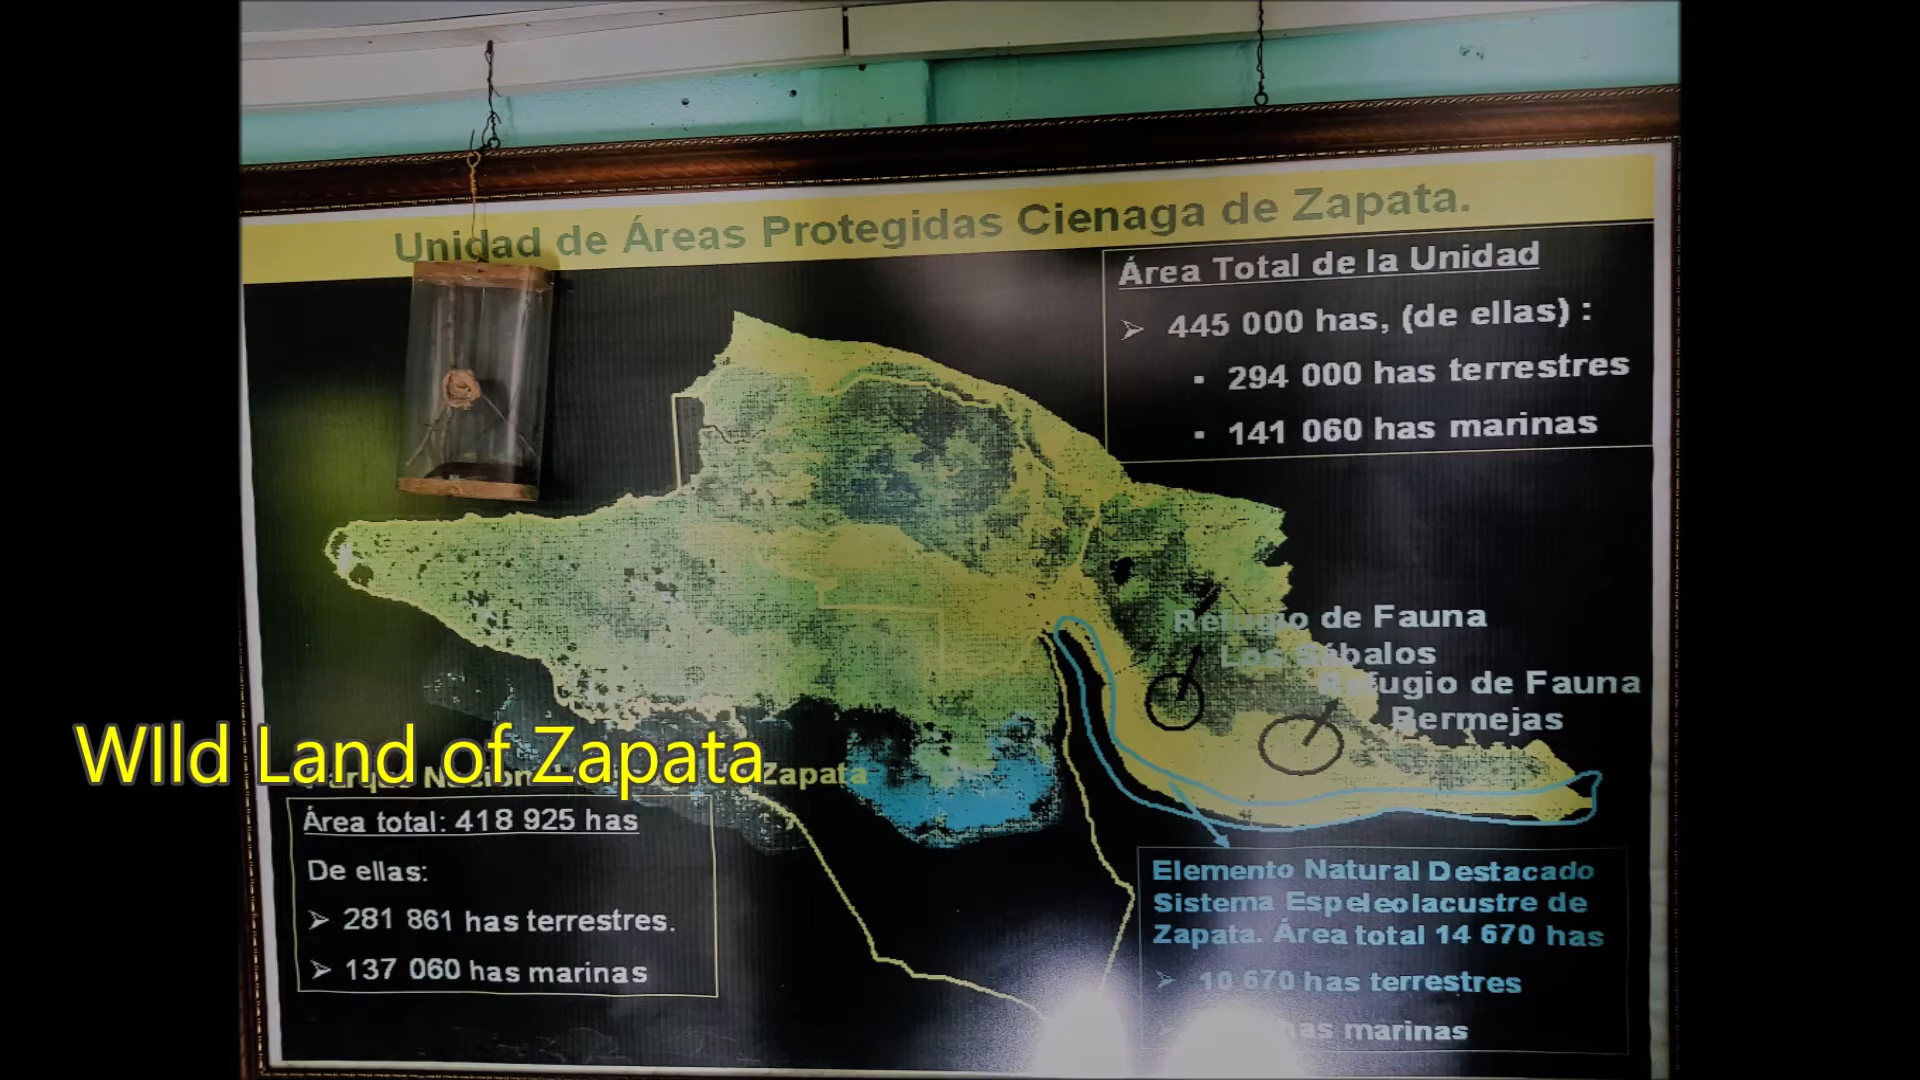 Unidad de Áreas Protegidas Cienaga de Zapata.
Área Total de la Unidad
➢ 445 000 has, (de ellas) :
▪ 294 000 has terrestres
▪ 141 060 has marinas
Refugio de Fauna
Los Sábalos
Refugio de Fauna
Bermejas
WIld Land of Zapata
Parque Zapata
Área total: 418 925 has
De ellas:
➢ 281 861 has terrestres.
➢ 137 060 has marinas
Elemento Natural Destacado
Sistema Espeleolacustre de
Zapata. Área total 14 670 has
➢ 10 670 has terrestres
has marinas